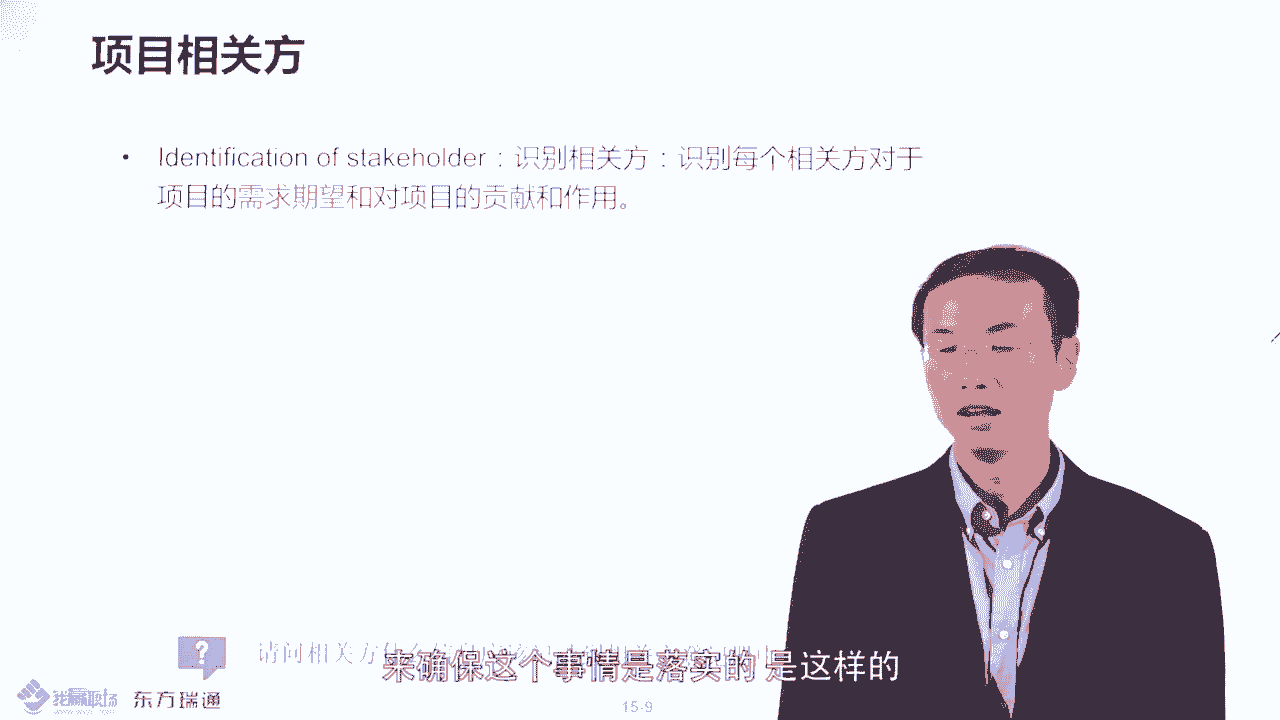 项目相关方
• Identification of stakeholder：识别相关方：识别每个相关方对于
项目的需求期望和对项目的贡献和作用。
?
请问相关方什么
来确保这个事情是落实的 是这样的
我赢职场 东方瑞通
15-9